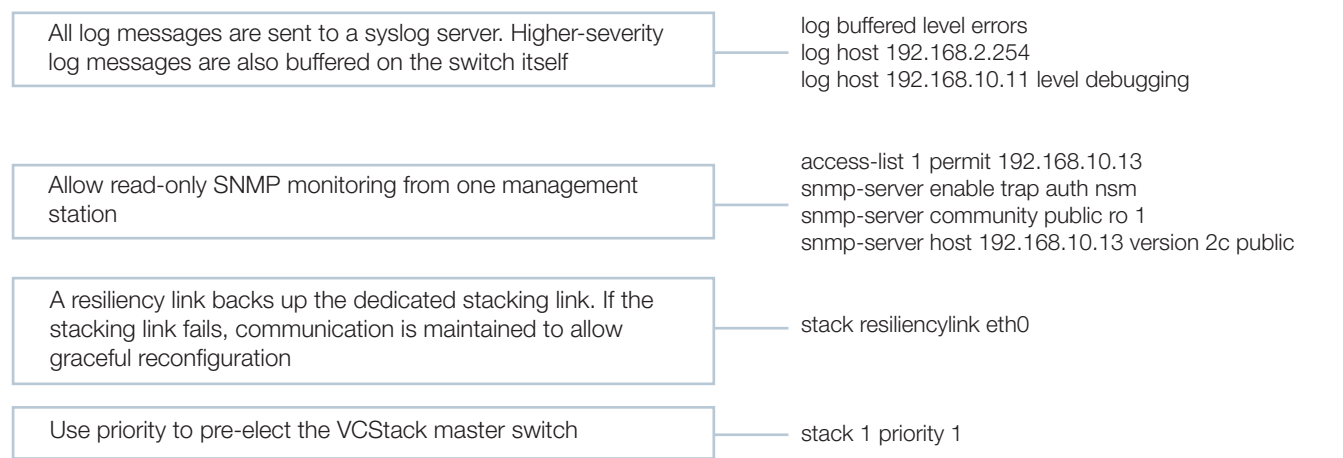 All log messages are sent to a syslog server. Higher-severity
log messages are also buffered on the switch itself
log buffered level errors
log host 192.168.2.254
log host 192.168.10.11 level debugging
Allow read-only SNMP monitoring from one management
station
access-list 1 permit 192.168.10.13
snmp-server enable trap auth nsm
snmp-server community public ro 1
snmp-server host 192.168.10.13 version 2c public
A resiliency link backs up the dedicated stacking link. If the
stacking link fails, communication is maintained to allow
graceful reconfiguration
stack resiliencylink eth0
Use priority to pre-elect the VCStack master switch
stack 1 priority 1